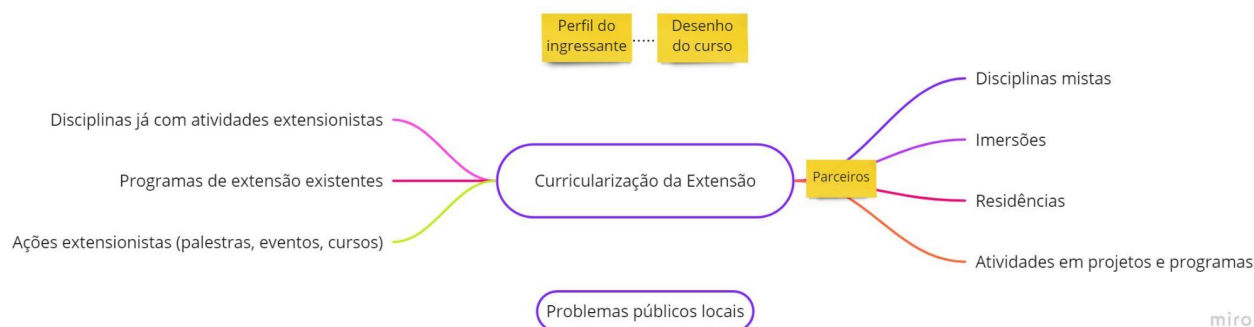 Perfil do
ingressante
Desenho
do curso
Disciplinas já com atividades extensionistas
Programas de extensão existentes
Ações extensionistas (palestras, eventos, cursos)
Curricularização da Extensão
Parceiros
Disciplinas mistas
Imersões
Residências
Atividades em projetos e programas
Problemas públicos locais
miro